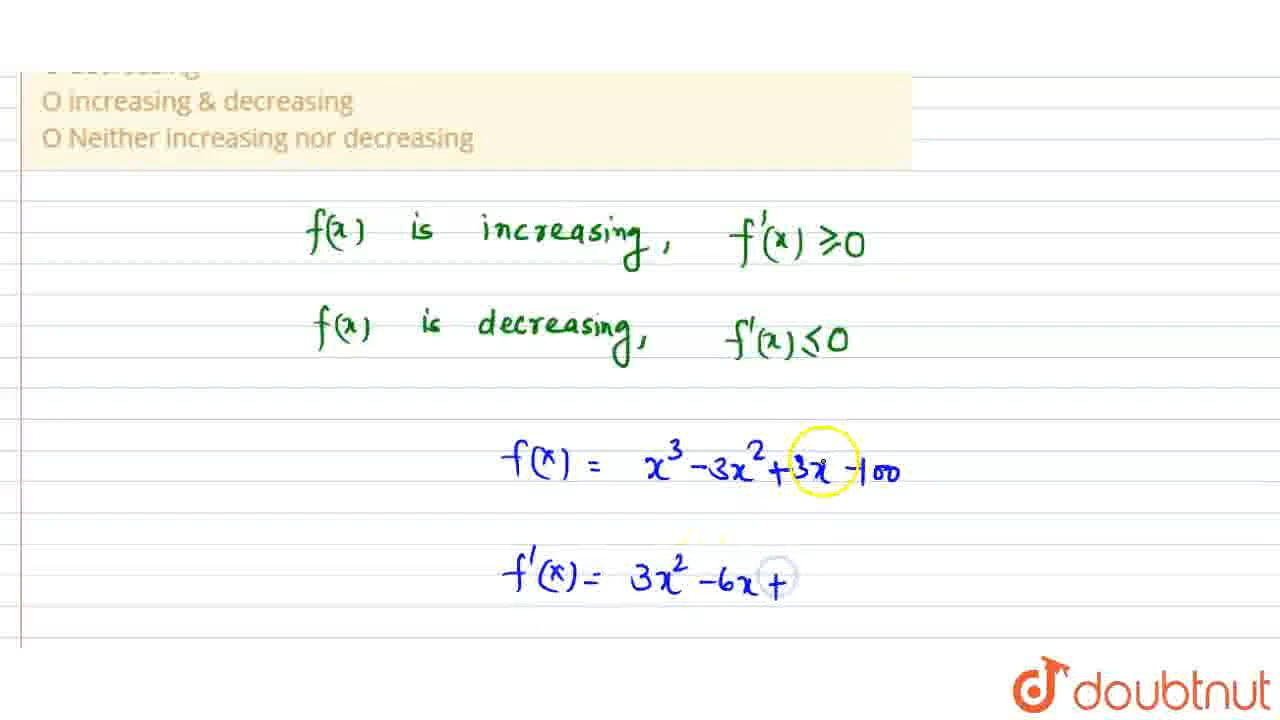 O increasing & decreasing
O Neither increasing nor decreasing
f(x) is increasing, f'(x) ⩾ 0
f(x) is decreasing, f'(x) ⩽ 0
f(x) = x³ - 3x² + 3x - 100
f'(x) = 3x² - 6x +
doubtnut